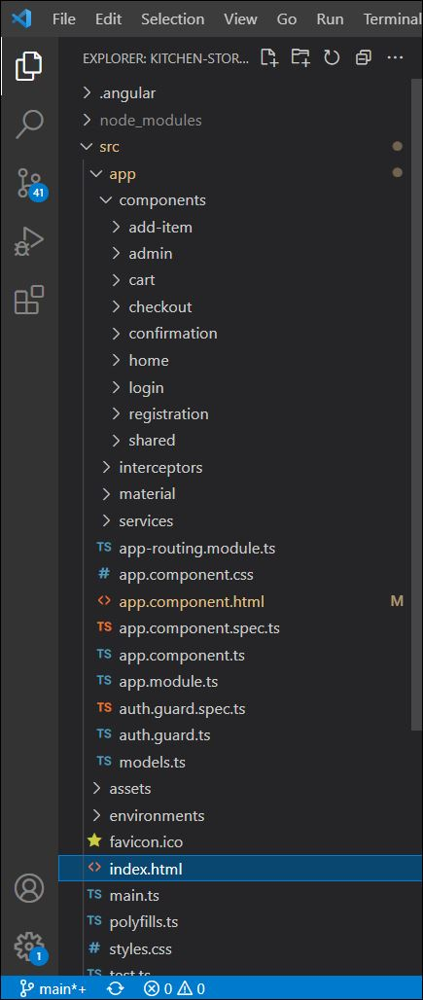 File Edit Selection View Go Run Terminal
EXPLORER: KITCHEN-STOR...
.angular
node_modules
src
app
components
add-item
admin
cart
checkout
confirmation
home
login
registration
shared
interceptors
material
services
TS app-routing.module.ts
# app.component.css
<> app.component.html M
TS app.component.spec.ts
TS app.component.ts
TS app.module.ts
TS auth.guard.spec.ts
TS auth.guard.ts
TS models.ts
assets
environments
favicon.ico
<> index.html
TS main.ts
TS polyfills.ts
# styles.css
TS test.ts
41
1
main*+ 0 0